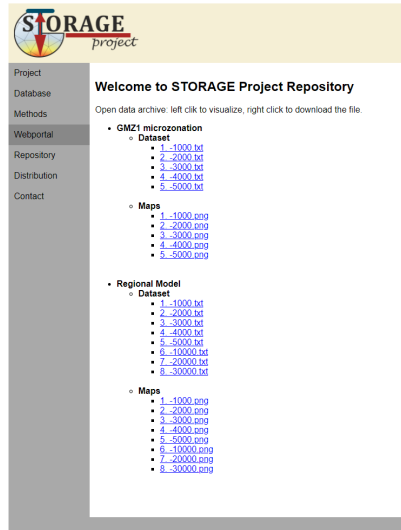 STORAGE
project
Project
Database
Methods
Webportal
Repository
Distribution
Contact
Welcome to STORAGE Project Repository
Open data archive: left clik to visualize, right click to download the file.
GMZ1 microzonation
Dataset
1. -1000.txt
2. -2000.txt
3. -3000.txt
4. -4000.txt
5. -5000.txt
Maps
1. -1000.png
2. -2000.png
3. -3000.png
4. -4000.png
5. -5000.png
Regional Model
Dataset
1. -1000.txt
2. -2000.txt
3. -3000.txt
4. -4000.txt
5. -5000.txt
6. -10000.txt
7. -20000.txt
8. -30000.txt
Maps
1. -1000.png
2. -2000.png
3. -3000.png
4. -4000.png
5. -5000.png
6. -10000.png
7. -20000.png
8. -30000.png